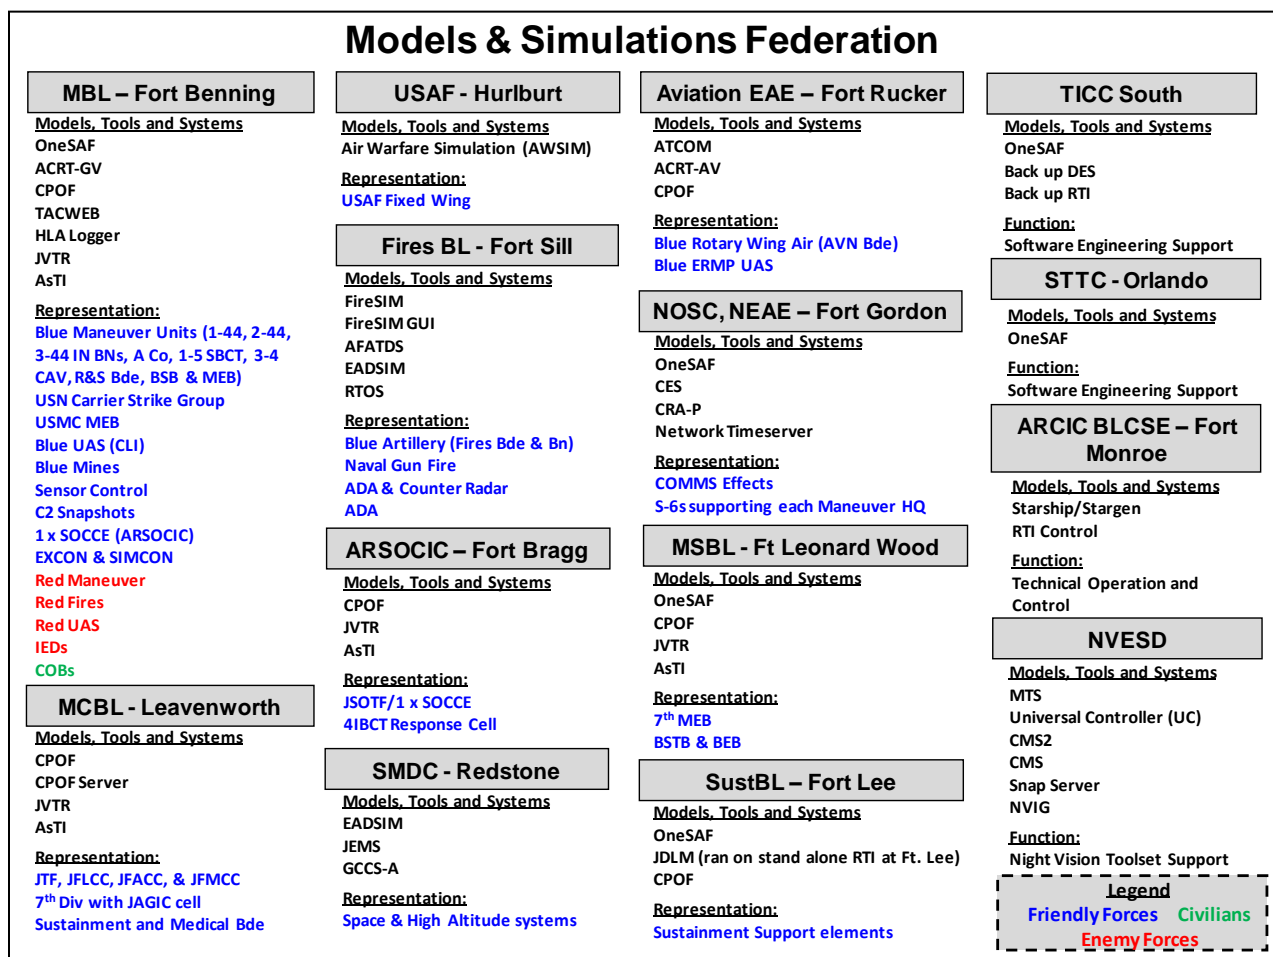 Models & Simulations Federation
MBL – Fort Benning
Models, Tools and Systems
OneSAF
ACRT-GV
CPOF
TACWEB
HLA Logger
JVTR
AsTI
Representation:
Blue Maneuver Units (1-44, 2-44,
3-44 IN BNs, A Co, 1-5 SBCT, 3-4
CAV, R&S Bde, BSB & MEB)
USN Carrier Strike Group
USMC MEB
Blue UAS (CLI)
Blue Mines
Sensor Control
C2 Snapshots
1 x SOCCE (ARSOCIC)
EXCON & SIMCON
Red Maneuver
Red Fires
Red UAS
IEDs
COBs
MCBL - Leavenworth
Models, Tools and Systems
CPOF
CPOF Server
JVTR
AsTI
Representation:
JTF, JFLCC, JFACC, & JFMCC
7th Div with JAGIC cell
Sustainment and Medical Bde
USAF - Hurlburt
Models, Tools and Systems
Air Warfare Simulation (AWSIM)
Representation:
USAF Fixed Wing
Fires BL - Fort Sill
Models, Tools and Systems
FireSIM
FireSIM GUI
AFATDS
EADSIM
RTOS
Representation:
Blue Artillery (Fires Bde & Bn)
Naval Gun Fire
ADA & Counter Radar
ADA
ARSOCIC – Fort Bragg
Models, Tools and Systems
CPOF
JVTR
AsTI
Representation:
JSOTF/1 x SOCCE
4IBCT Response Cell
SMDC - Redstone
Models, Tools and Systems
EADSIM
JEMS
GCCS-A
Representation:
Space & High Altitude systems
Aviation EAE – Fort Rucker
Models, Tools and Systems
ATCOM
ACRT-AV
CPOF
Representation:
Blue Rotary Wing Air (AVN Bde)
Blue ERMP UAS
NOSC, NEAE – Fort Gordon
Models, Tools and Systems
OneSAF
CES
CRA-P
Network Timeserver
Representation:
COMMS Effects
S-6s supporting each Maneuver HQ
MSBL - Ft Leonard Wood
Models, Tools and Systems
OneSAF
CPOF
JVTR
AsTI
Representation:
7th MEB
BSTB & BEB
SustBL – Fort Lee
Models, Tools and Systems
OneSAF
JDLM (ran on stand alone RTI at Ft. Lee)
CPOF
Representation:
Sustainment Support elements
TICC South
Models, Tools and Systems
OneSAF
Back up DES
Back up RTI
Function:
Software Engineering Support
STTC - Orlando
Models, Tools and Systems
OneSAF
Function:
Software Engineering Support
ARCIC BLCSE – Fort
Monroe
Models, Tools and Systems
Starship/Stargen
RTI Control
Function:
Technical Operation and
Control
NVESD
Models, Tools and Systems
MTS
Universal Controller (UC)
CMS2
CMS
Snap Server
NVIG
Function:
Night Vision Toolset Support
Legend
Friendly Forces Civilians
Enemy Forces